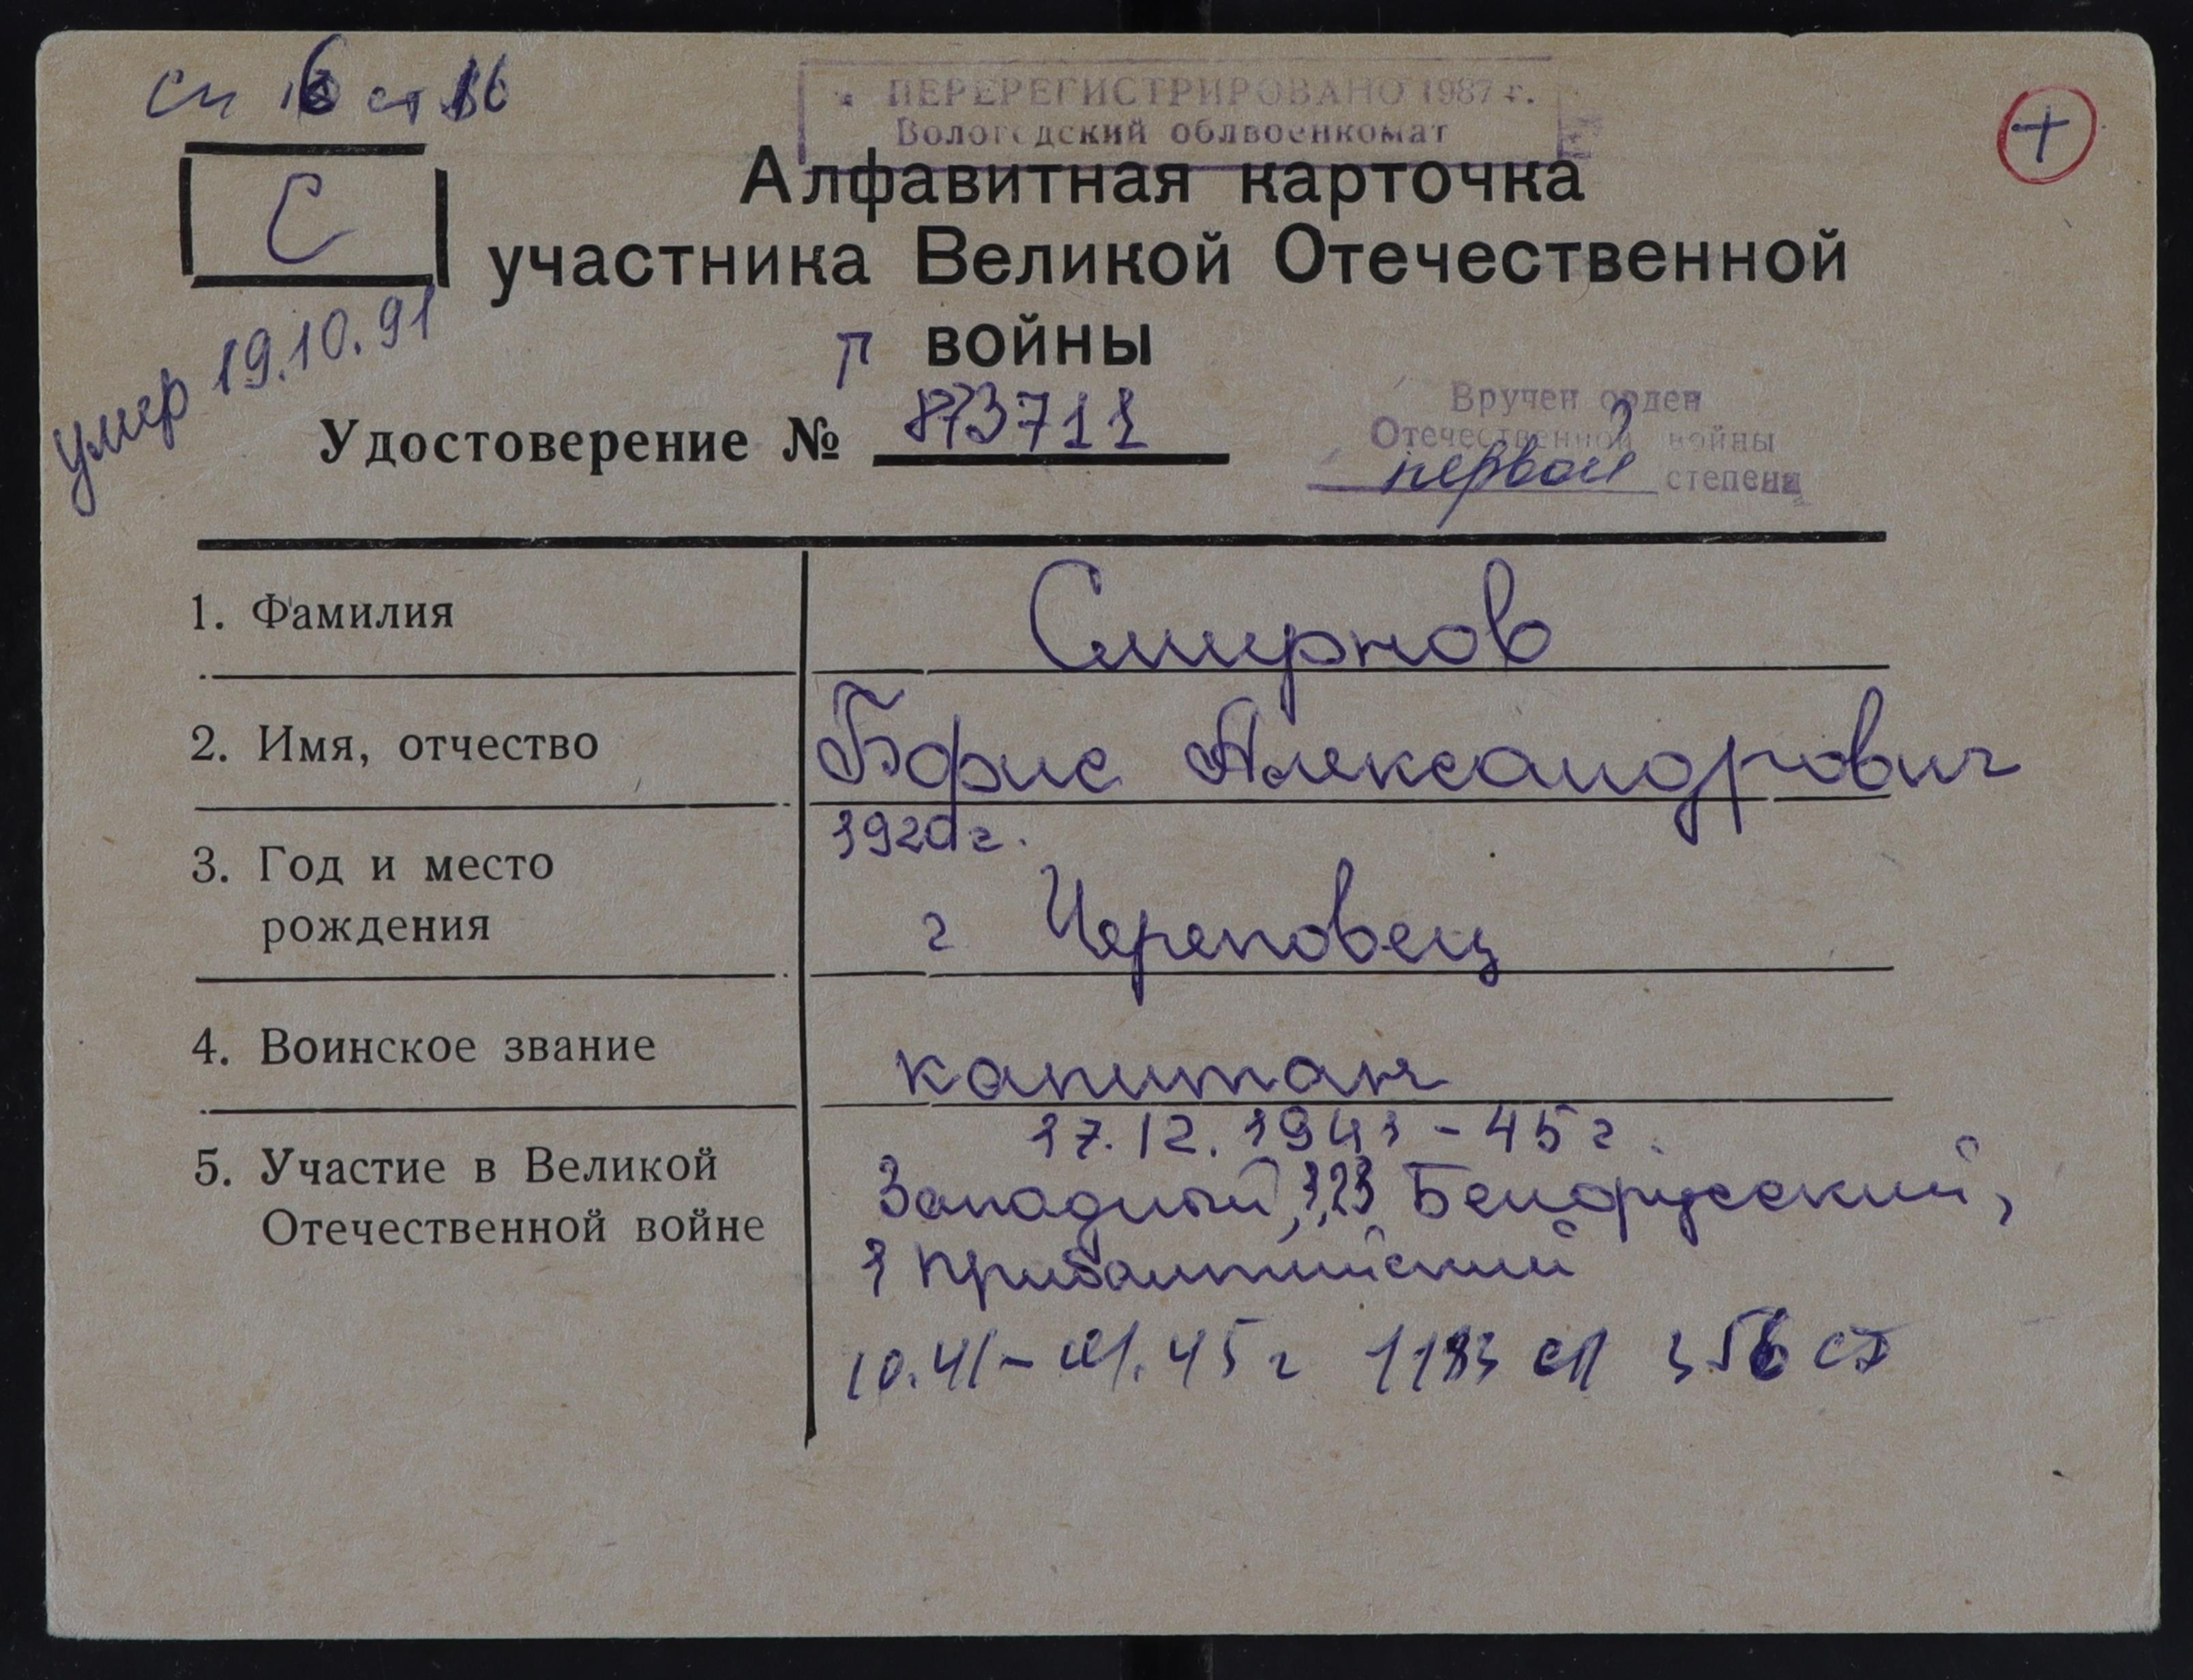 сп 6 ст 16
ПЕРЕРЕГИСТРИРОВАНО 1987 г.
Вологодский облвоенкомат
+
С
Алфавитная карточка
участника Великой Отечественной
войны
умер 19.10.91
Г
Удостоверение № 873711
Вручен орден
Отечественной войны
первой степени
1. Фамилия
Смирнов
2. Имя, отчество
Борис Александрович
3. Год и место
рождения
1920 г.
г Череповец
4. Воинское звание
капитан
5. Участие в Великой
Отечественной войне
17.12.1941-45 г.
Западный, 1,2,3 Белорусский,
1 Прибалтийский
10.41- 45 г 1183 сп 356 сд